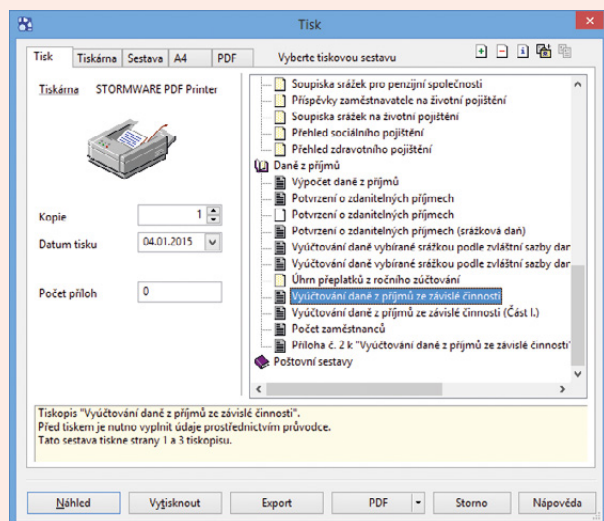 Tisk
Tisk Tiskárna Sestava A4 PDF Vyberte tiskovou sestavu
Tiskárna STORMWARE PDF Printer
Kopie 1
Datum tisku 04.01.2015
Počet příloh 0
Soupiska srážek pro penzijní společnosti
Příspěvky zaměstnavatele na životní pojištění
Soupiska srážek na životní pojištění
Přehled sociálního pojištění
Přehled zdravotního pojištění
Daně z příjmů
Výpočet daně z příjmů
Potvrzení o zdanitelných příjmech
Potvrzení o zdanitelných příjmech
Potvrzení o zdanitelných příjmech (srážková daň)
Vyúčtování daně vybírané srážkou podle zvláštní sazby dar
Vyúčtování daně vybírané srážkou podle zvláštní sazby dar
Úhrn přeplatků z ročního zúčtování
Vyúčtování daně z příjmů ze závislé činnosti
Vyúčtování daně z příjmů ze závislé činnosti (Část I.)
Počet zaměstnanců
Příloha č. 2 k "Vyúčtování daně z příjmů ze závislé činnosti"
Poštovní sestavy
Tiskopis "Vyúčtování daně z příjmů ze závislé činnosti".
Před tiskem je nutno vyplnit údaje prostřednictvím průvodce.
Tato sestava tiskne strany 1 a 3 tiskopisu.
Náhled Vytisknout Export PDF Storno Nápověda